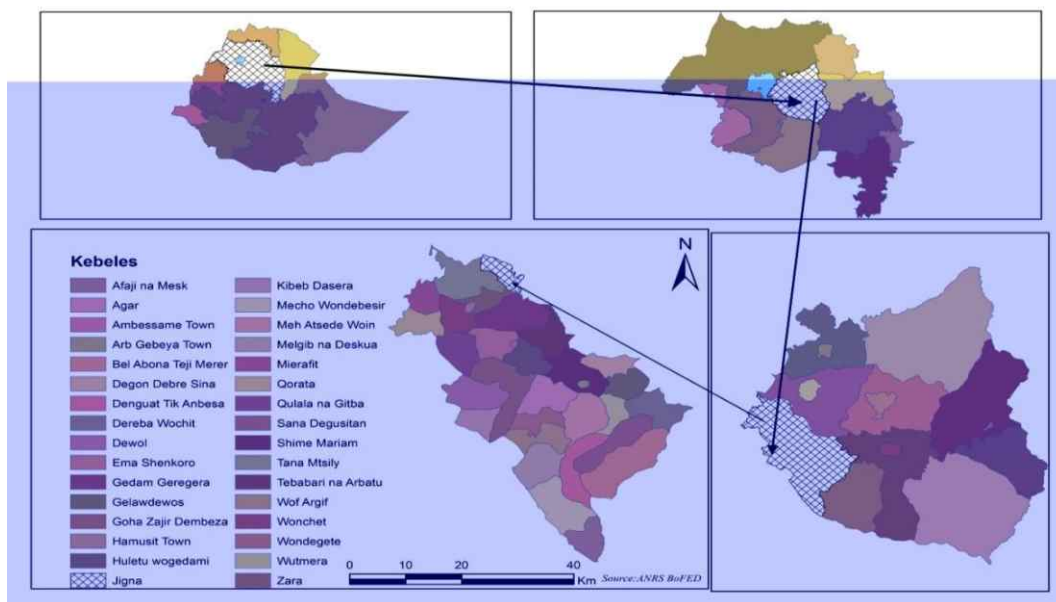 Kebeles
Afaji na Mesk
Agar
Ambessame Town
Arb Gebeya Town
Bel Abona Teji Merer
Degon Debre Sina
Denguat Tik Anbesa
Dereba Wochit
Dewol
Ema Shenkoro
Gedam Geregera
Gelawdewos
Goha Zajir Dembeza
Hamusit Town
Huletu wogedami
Jigna
Kibeb Dasera
Mecho Wondebesir
Meh Atsede Woin
Melgib na Deskua
Mierafit
Qorata
Qulala na Gitba
Sana Degusitan
Shime Mariam
Tana Mtsily
Tebabari na Arbatu
Wof Argif
Wonchet
Wondegete
Wutmera
Zara
N
0 20 40
Km
Source:ANRS BoFED